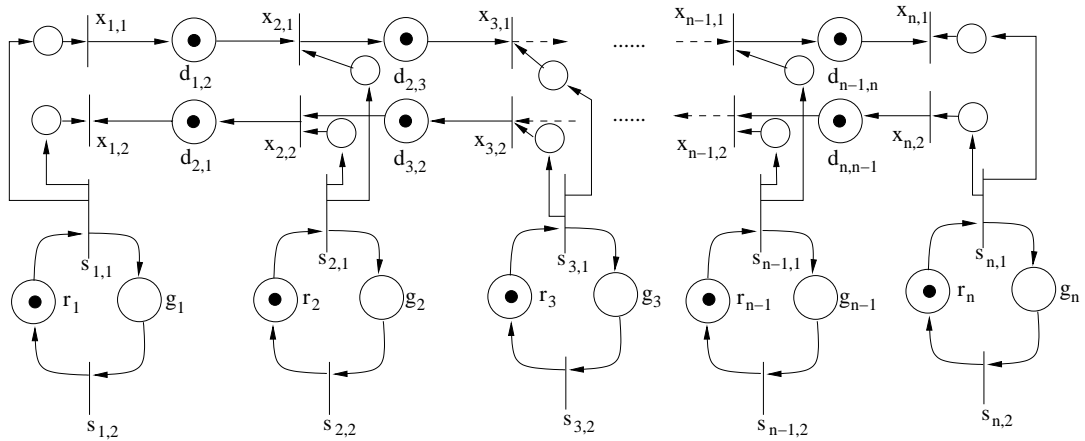 x1,1 x2,1 x3,1 ...... xn−1,1 xn,1
d1,2 d2,3 dn−1,n
...... 
x1,2 x2,2 x3,2 xn−1,2 xn,2
d2,1 d3,2 dn,n−1
s1,1 s2,1 s3,1 sn−1,1 sn,1
r1 g1 r2 g2 r3 g3 rn−1 gn−1 rn gn
s1,2 s2,2 s3,2 sn−1,2 sn,2